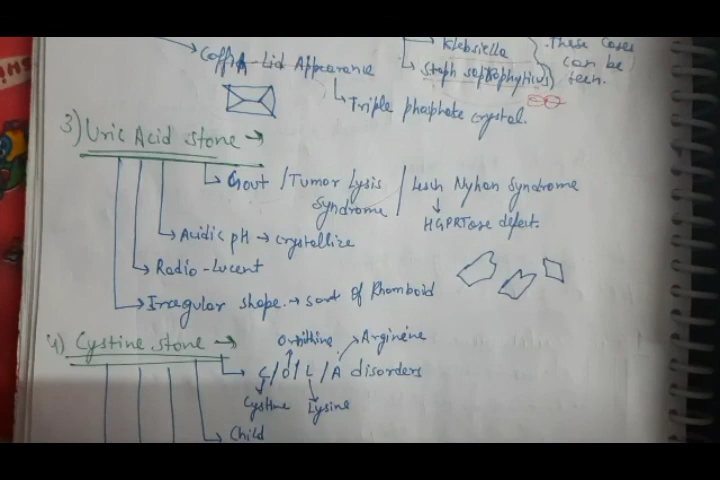 Klebsiella
Coffin-Lid Appearance
Staph saprophyticus
These cases
can be
seen.
Triple phosphate crystal.
3) Uric Acid stone →
Gout / Tumor Lysis Syndrome / Lesch Nyhan Syndrome
HGPRTase defect.
Acidic pH → crystallize
Radio-Lucent
Irregular shape. → sort of Rhomboid
4) Cystine stone →
Ornithine
Arginine
C/O/L/A disorders
Cystine
Lysine
Child